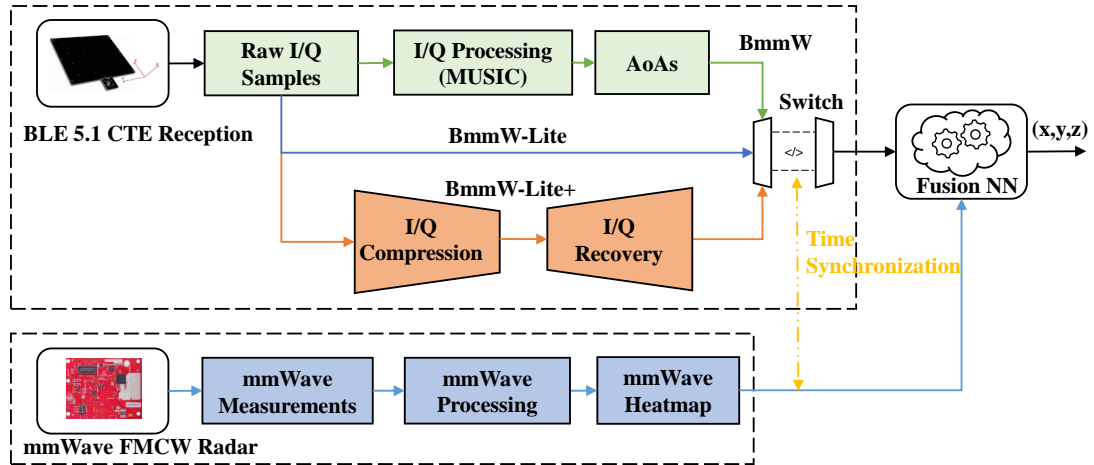 Raw I/Q
Samples
I/Q Processing
(MUSIC)
AoAs
BmmW
Switch
BLE 5.1 CTE Reception
BmmW-Lite
</>
(x,y,z)
Fusion NN
BmmW-Lite+
I/Q
Compression
I/Q
Recovery
Time
Synchronization
mmWave
Measurements
mmWave
Processing
mmWave
Heatmap
mmWave FMCW Radar